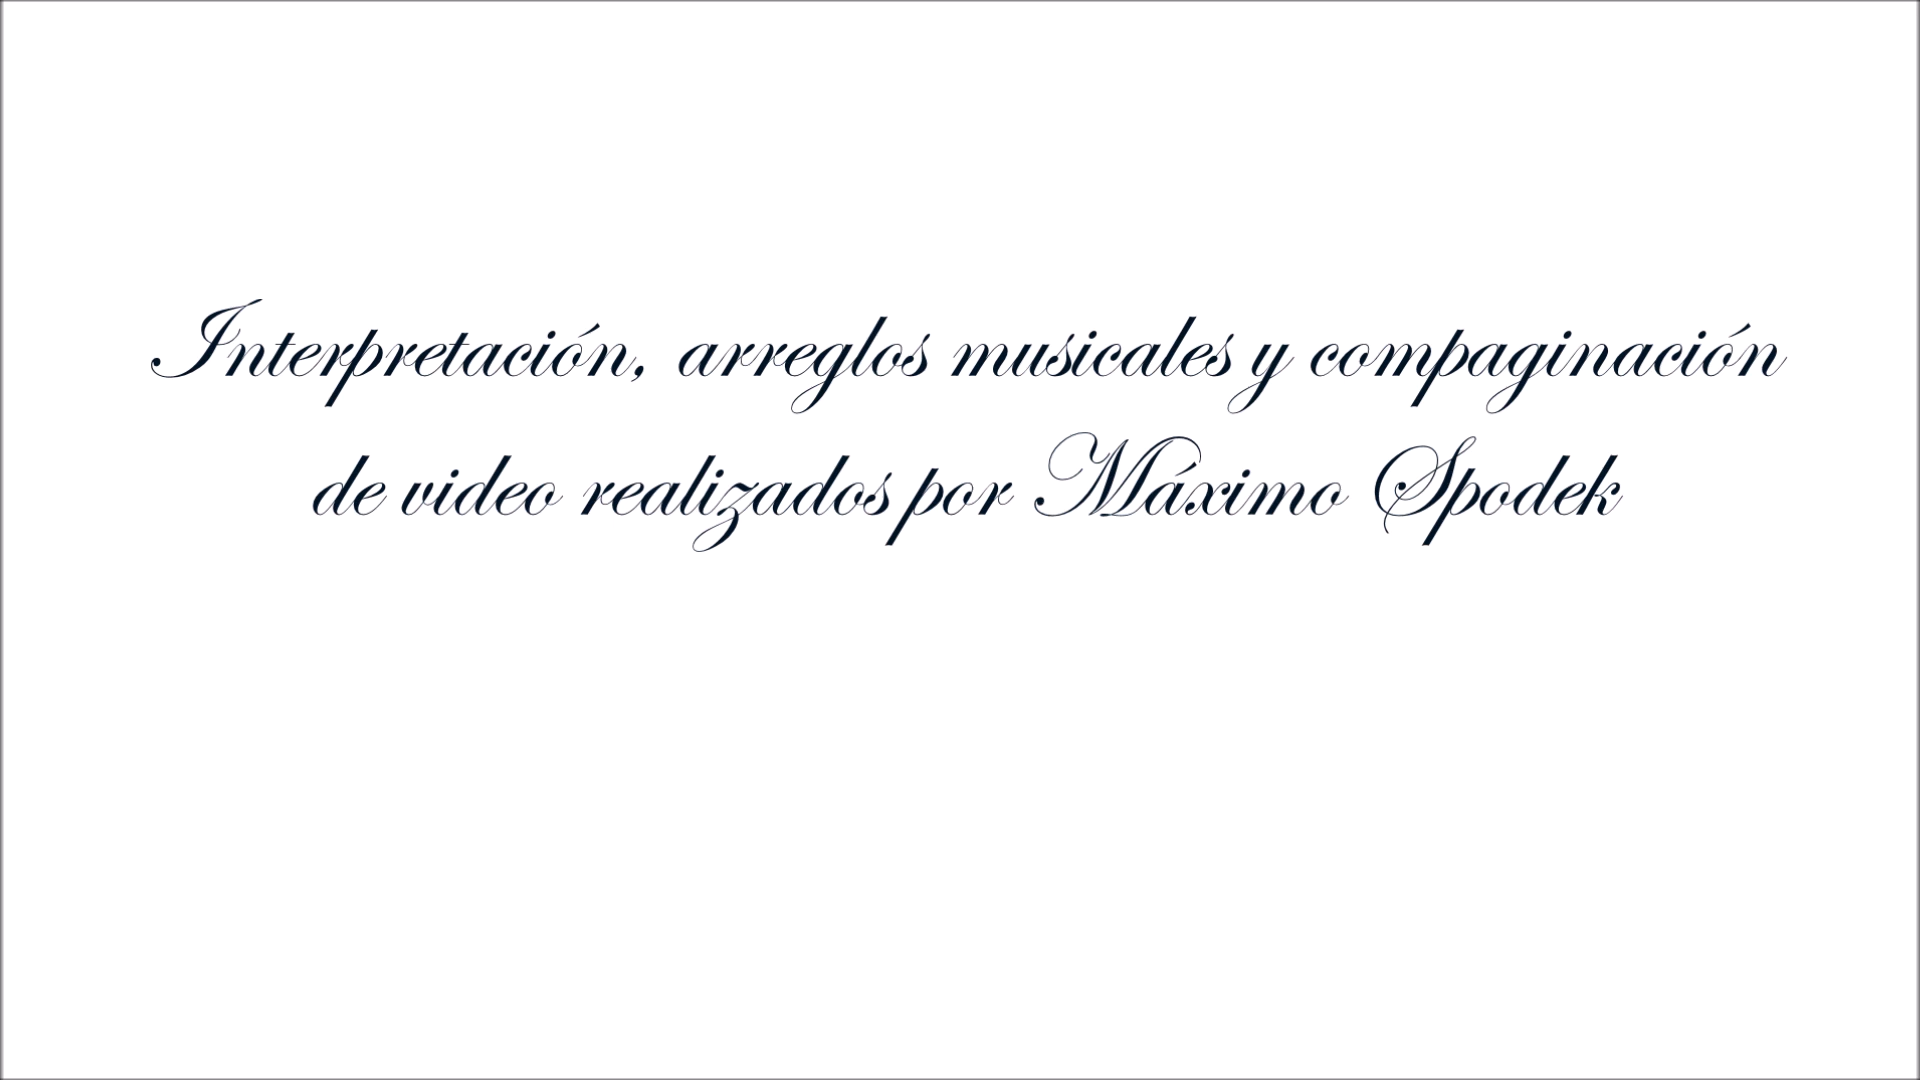 Interpretación, arreglos musicales y compaginación
de video realizados por Máximo Spodek